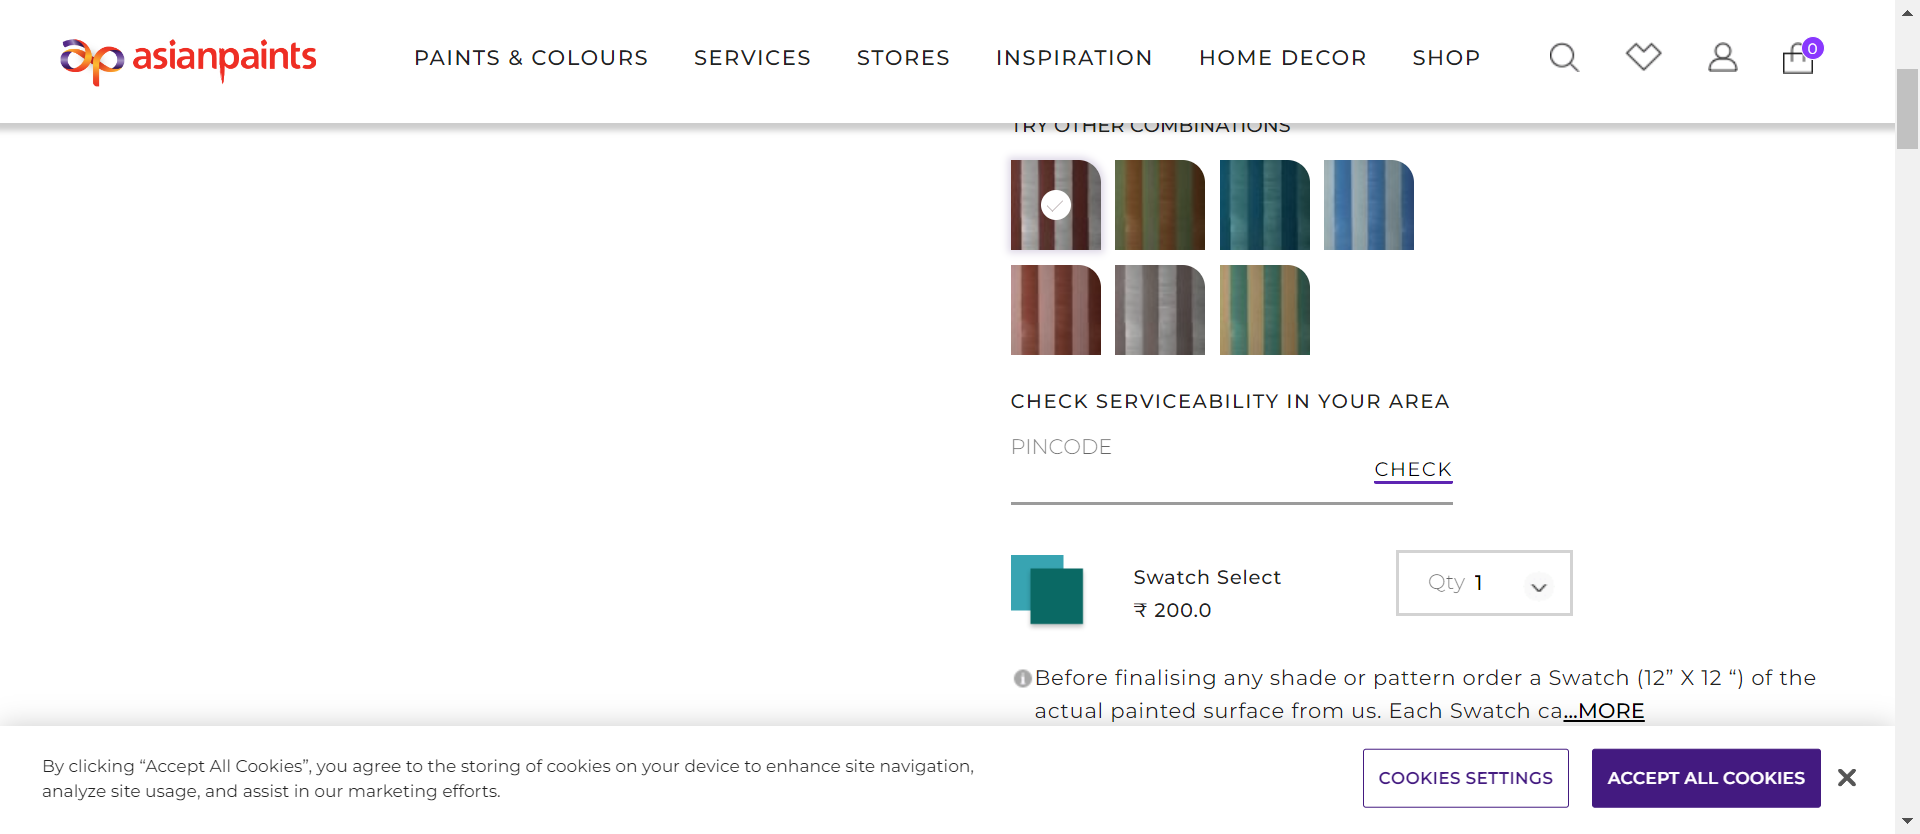 asianpaints
PAINTS & COLOURS SERVICES STORES INSPIRATION HOME DECOR SHOP
0
TRY OTHER COMBINATIONS
CHECK SERVICEABILITY IN YOUR AREA
PINCODE
CHECK
Swatch Select
₹ 200.0
Qty 1
Before finalising any shade or pattern order a Swatch (12” X 12 “) of the
actual painted surface from us. Each Swatch ca...MORE
By clicking “Accept All Cookies”, you agree to the storing of cookies on your device to enhance site navigation,
analyze site usage, and assist in our marketing efforts.
COOKIES SETTINGS
ACCEPT ALL COOKIES